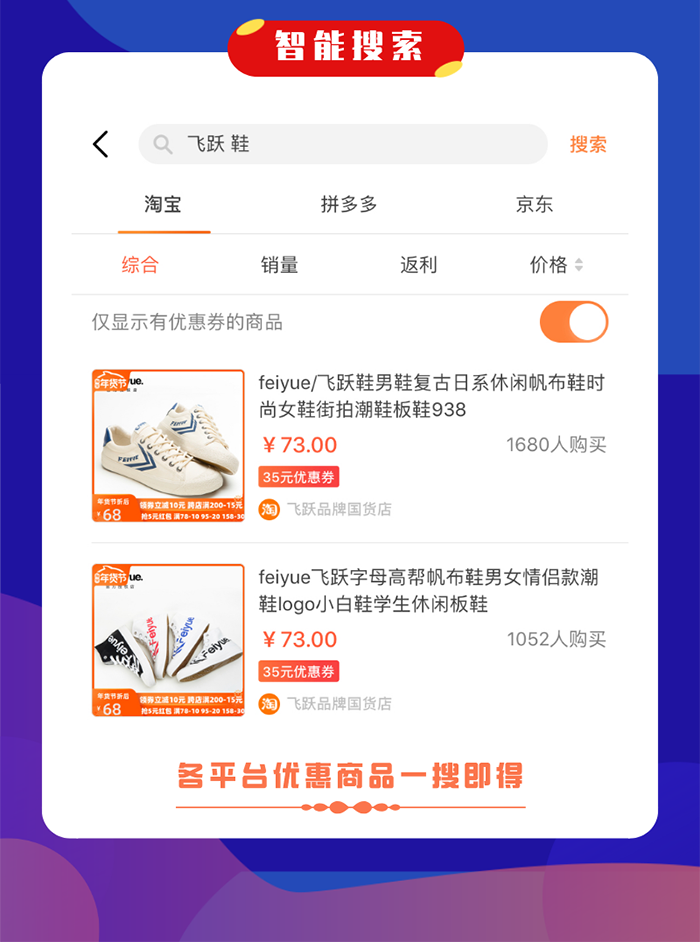 智能搜索
飞跃 鞋
搜索
淘宝
拼多多
京东
综合
销量
返利
价格
仅显示有优惠券的商品
年货节
ue.
Feiyue
年货节折后
¥68
领券立减10元 跨店满200-15元
抢5元红包 满78-10 95-20 158-30
feiyue/飞跃鞋男鞋复古日系休闲帆布鞋时
尚女鞋街拍潮鞋板鞋938
¥73.00
1680人购买
35元优惠券
淘 飞跃品牌国货店
年货节
ue.
Feiyue
Feiyue
Feiyue
年货节折后
¥68
领券立减10元 跨店满200-15元
抢5元红包 满78-10 95-20 158-30
feiyue飞跃字母高帮帆布鞋男女情侣款潮
鞋logo小白鞋学生休闲板鞋
¥73.00
1052人购买
35元优惠券
淘 飞跃品牌国货店
各平台优惠商品一搜即得